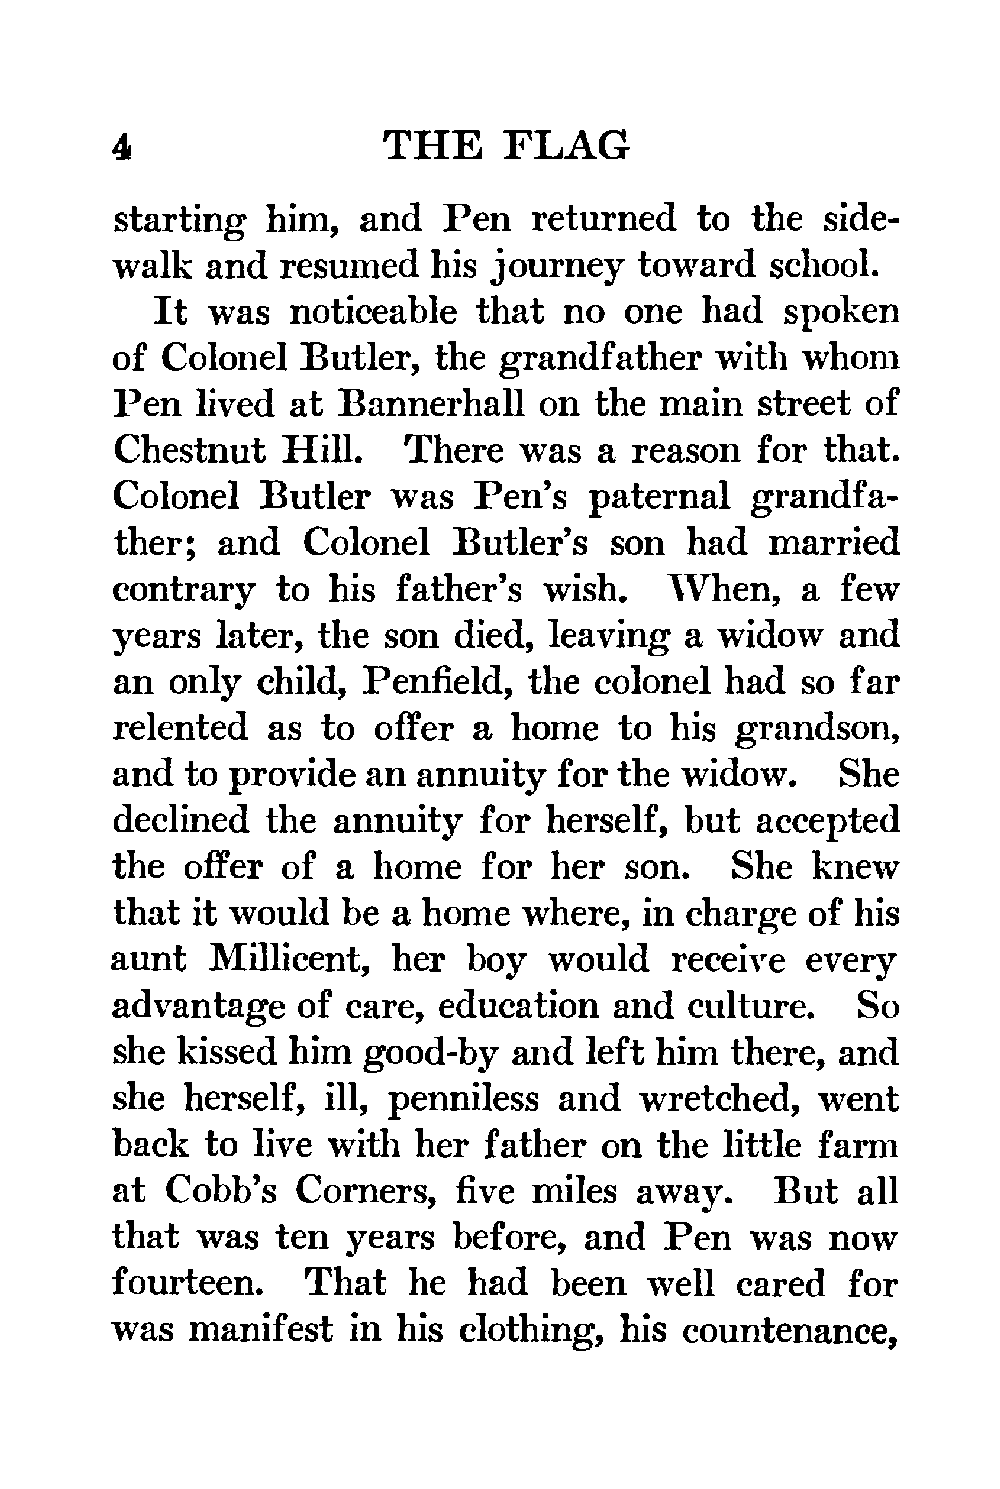 4 THE FLAG
starting him, and Pen returned to the side-
walk and resumed his journey toward school.
It was noticeable that no one had spoken
of Colonel Butler, the grandfather with whom
Pen lived at Bannerhall on the main street of
Chestnut Hill. There was a reason for that.
Colonel Butler was Pen's paternal grandfa-
ther; and Colonel Butler's son had married
contrary to his father's wish. When, a few
years later, the son died, leaving a widow and
an only child, Penfield, the colonel had so far
relented as to offer a home to his grandson,
and to provide an annuity for the widow. She
declined the annuity for herself, but accepted
the offer of a home for her son. She knew
that it would be a home where, in charge of his
aunt Millicent, her boy would receive every
advantage of care, education and culture. So
she kissed him good-by and left him there, and
she herself, ill, penniless and wretched, went
back to live with her father on the little farm
at Cobb's Corners, five miles away. But all
that was ten years before, and Pen was now
fourteen. That he had been well cared for
was manifest in his clothing, his countenance,